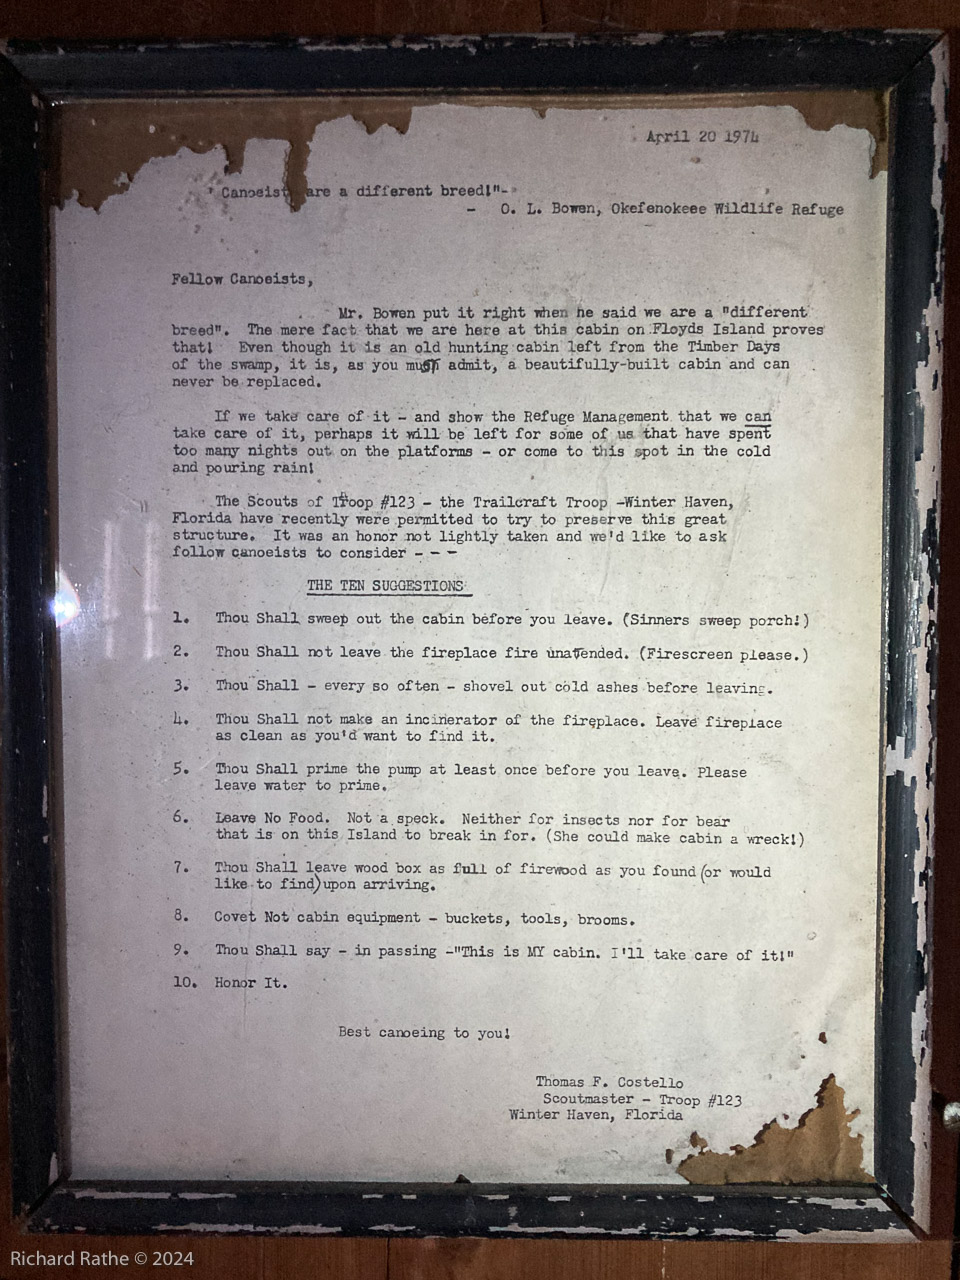 April 20 1974
" Canoeists are a different breed!"-
- O. L. Bowen, Okefenokeee Wildlife Refuge
Fellow Canoeists,
Mr. Bowen put it right when he said we are a "different
breed". The mere fact that we are here at this cabin on Floyds Island proves
that! Even though it is an old hunting cabin left from the Timber Days
of the swamp, it is, as you must admit, a beautifully-built cabin and can
never be replaced.
If we take care of it - and show the Refuge Management that we can
take care of it, perhaps it will be left for some of us that have spent
too many nights out on the platforms - or come to this spot in the cold
and pouring rain!
The Scouts of Troop #123 - the Trailcraft Troop -Winter Haven,
Florida have recently were permitted to try to preserve this great
structure. It was an honor not lightly taken and we'd like to ask
follow canoeists to consider - - -
THE TEN SUGGESTIONS
1. Thou Shall sweep out the cabin before you leave. (Sinners sweep porch!)
2. Thou Shall not leave the fireplace fire unattended. (Firescreen please.)
3. Thou Shall - every so often - shovel out cold ashes before leaving.
4. Thou Shall not make an incinerator of the fireplace. Leave fireplace
as clean as you'd want to find it.
5. Thou Shall prime the pump at least once before you leave. Please
leave water to prime.
6. Leave No Food. Not a speck. Neither for insects nor for bear
that is on this Island to break in for. (She could make cabin a wreck!)
7. Thou Shall leave wood box as full of firewood as you found (or would
like to find) upon arriving.
8. Covet Not cabin equipment - buckets, tools, brooms.
9. Thou Shall say - in passing -"This is MY cabin. I'll take care of it!"
10. Honor It.
Best canoeing to you!
Thomas F. Costello
Scoutmaster - Troop #123
Winter Haven, Florida
Richard Rathe © 2024